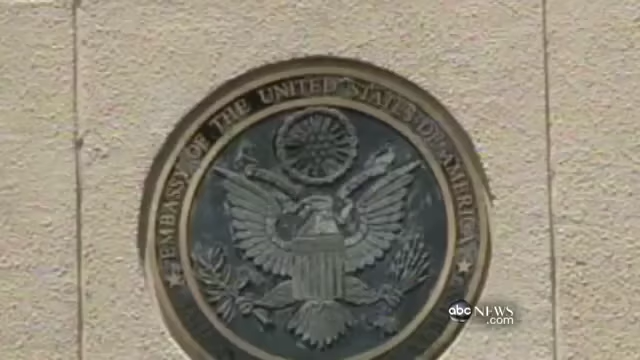 EMBASSY OF THE UNITED STATES OF AMERICA
abc NEWS
.com